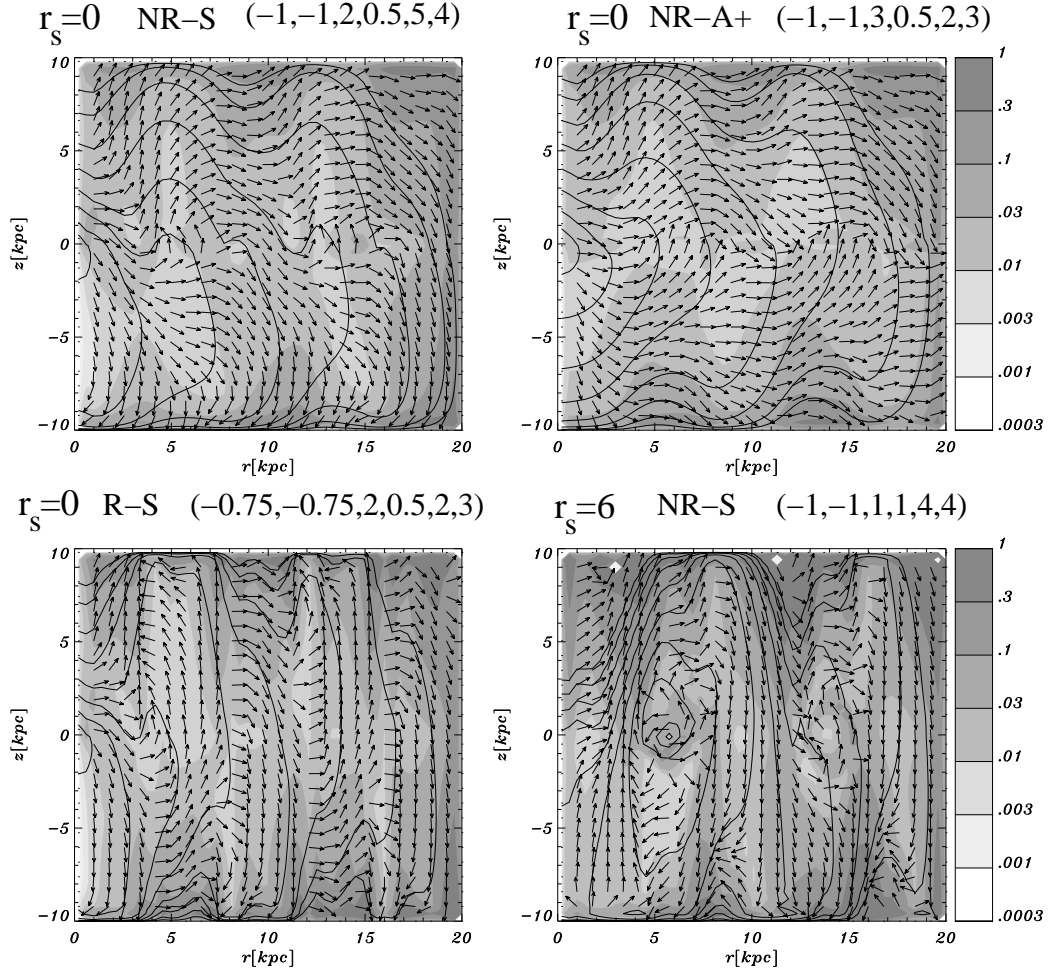 r_s=0 NR−S (−1,−1,2,0.5,5,4)
r_s=0 NR−A+ (−1,−1,3,0.5,2,3)
10
5
0
−5
−10
z[kpc]
0 5 10 15 20
r[kpc]
10
5
0
−5
−10
z[kpc]
0 5 10 15 20
r[kpc]
1
.3
.1
.03
.01
.003
.001
.0003
r_s=0 R−S (−0.75,−0.75,2,0.5,2,3)
r_s=6 NR−S (−1,−1,1,1,4,4)
10
5
0
−5
−10
z[kpc]
0 5 10 15 20
r[kpc]
10
5
0
−5
−10
z[kpc]
0 5 10 15 20
r[kpc]
1
.3
.1
.03
.01
.003
.001
.0003